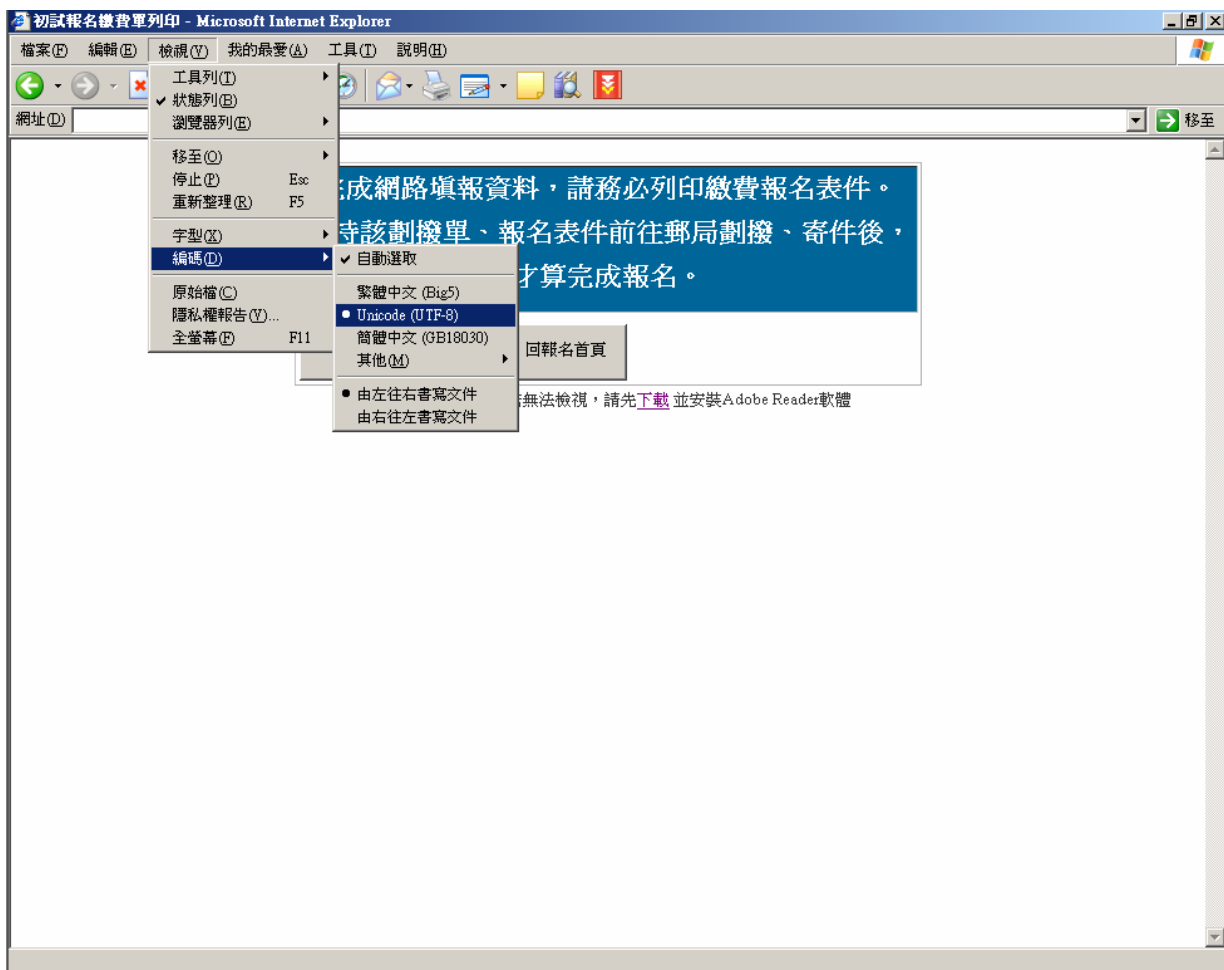 初試報名繳費單列印 - Microsoft Internet Explorer
檔案(F) 編輯(E) 檢視(V) 我的最愛(A) 工具(T) 說明(H)
網址(D) 移至
工具列(T)
狀態列(B)
瀏覽器列(E)
移至(O)
停止(P) Esc
重新整理(R) F5
字型(X)
編碼(D)
原始檔(C)
隱私權報告(V)...
全螢幕(F) F11
自動選取
繁體中文 (Big5)
Unicode (UTF-8)
簡體中文 (GB18030)
其他(M)
由左往右書寫文件
由右往左書寫文件
成網路填報資料，請務必列印繳費報名表件。
該劃撥單、報名表件前往郵局劃撥、寄件後，
才算完成報名。
回報名首頁
無法檢視，請先下載 並安裝Adobe Reader軟體